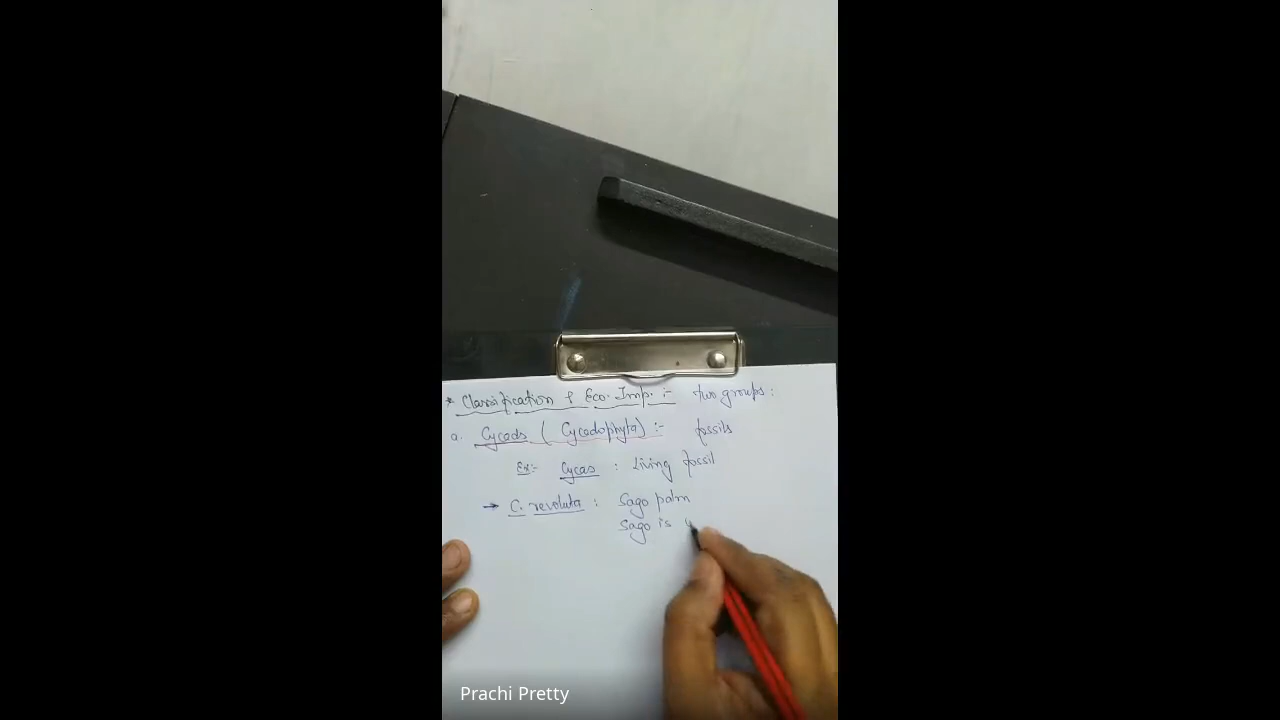 * Classification & Eco. Imp. :- two groups :
a. Cycads ( Cycadophyta ) :- fossils
Ex:- Cycas : Living fossil
→ C. revoluta : Sago palm
Sago is
Prachi Pretty